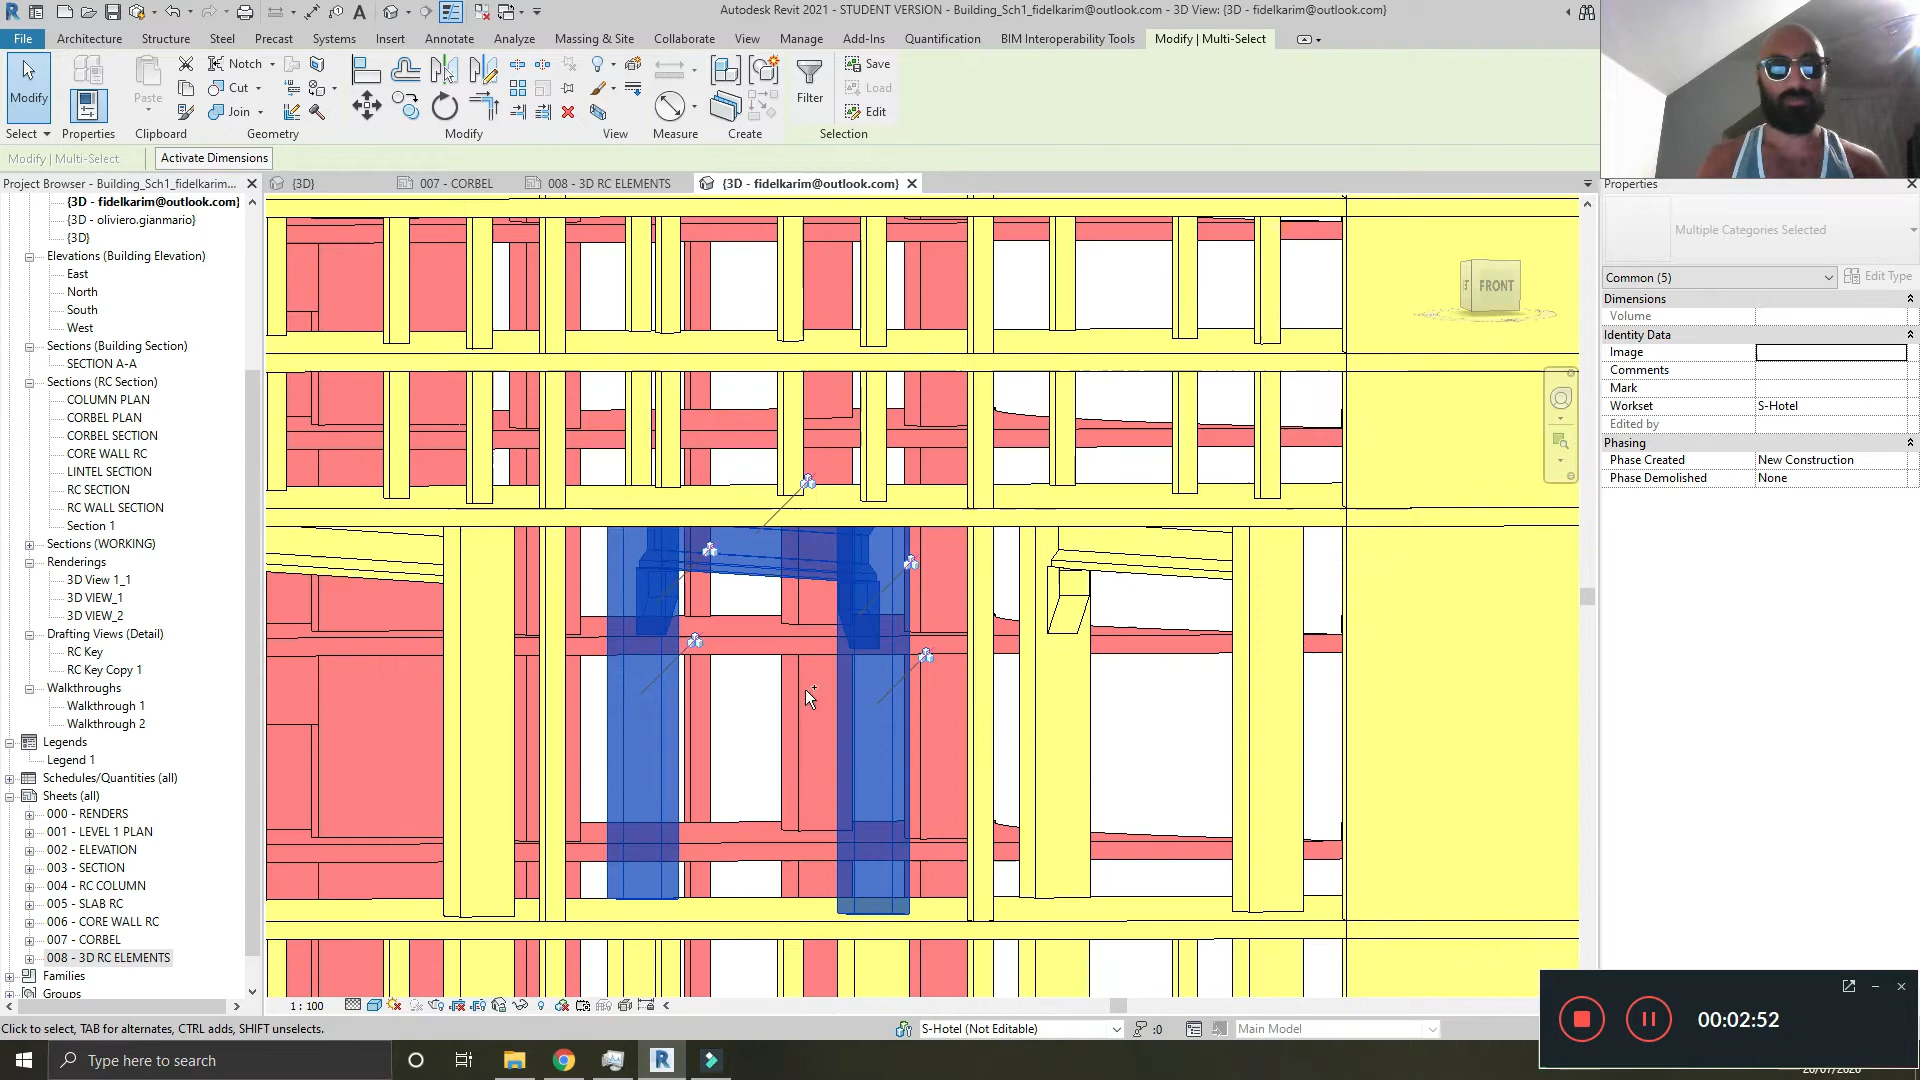 Autodesk Revit 2021 - STUDENT VERSION - Building_Sch1_fidelkarim@outlook.com - 3D View: {3D - fidelkarim@outlook.com}
File Architecture Structure Steel Precast Systems Insert Annotate Analyze Massing & Site Collaborate View Manage Add-Ins Quantification BIM Interoperability Tools Modify | Multi-Select
Modify
Paste
Notch
Cut
Join
Filter
Save
Load
Edit
Select Properties Clipboard Geometry Modify View Measure Create Selection
Modify | Multi-Select Activate Dimensions
Project Browser - Building_Sch1_fidelkarim...
{3D} 007 - CORBEL 008 - 3D RC ELEMENTS {3D - fidelkarim@outlook.com}
{3D - fidelkarim@outlook.com}
{3D - oliviero.gianmario}
{3D}
Elevations (Building Elevation)
East
North
South
West
Sections (Building Section)
SECTION A-A
Sections (RC Section)
COLUMN PLAN
CORBEL PLAN
CORBEL SECTION
CORE WALL RC
LINTEL SECTION
RC SECTION
RC WALL SECTION
Section 1
Sections (WORKING)
Renderings
3D View 1_1
3D VIEW_1
3D VIEW_2
Drafting Views (Detail)
RC Key
RC Key Copy 1
Walkthroughs
Walkthrough 1
Walkthrough 2
Legends
Legend 1
Schedules/Quantities (all)
Sheets (all)
000 - RENDERS
001 - LEVEL 1 PLAN
002 - ELEVATION
003 - SECTION
004 - RC COLUMN
005 - SLAB RC
006 - CORE WALL RC
007 - CORBEL
008 - 3D RC ELEMENTS
Families
Groups
FRONT
Properties
Multiple Categories Selected
Common (5) Edit Type
Dimensions
Volume
Identity Data
Image
Comments
Mark
Workset S-Hotel
Edited by
Phasing
Phase Created New Construction
Phase Demolished None
1 : 100
Click to select, TAB for alternates, CTRL adds, SHIFT unselects.
S-Hotel (Not Editable) :0 Main Model
00:02:52
Type here to search